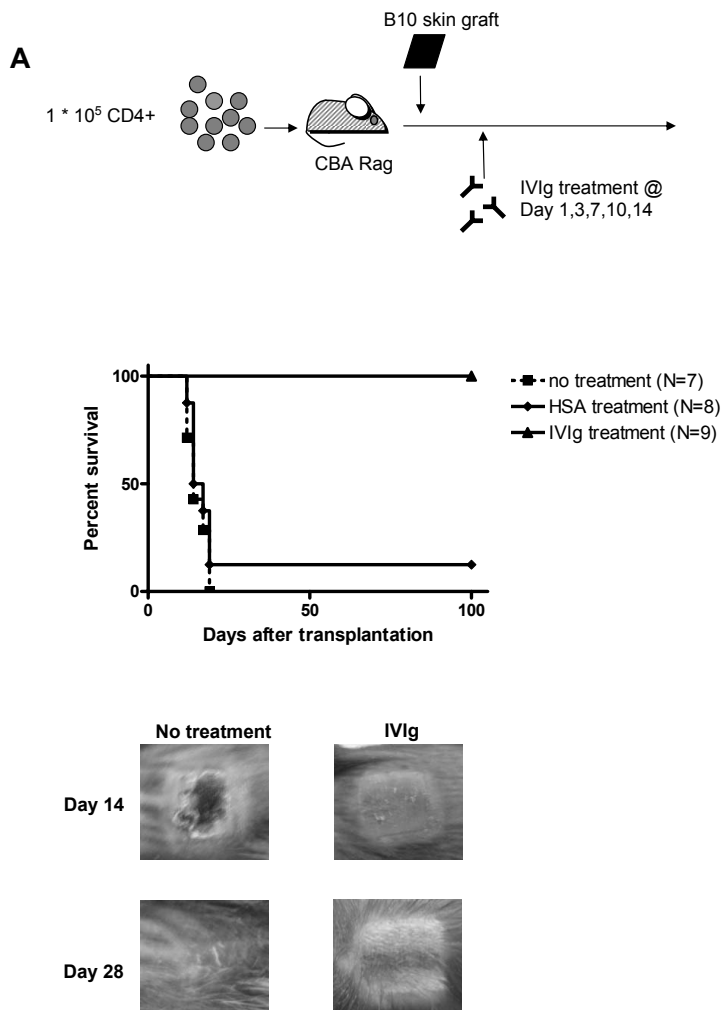 B10 skin graft
A
1 * 10⁵ CD4+
CBA Rag
IVIg treatment @
Day 1,3,7,10,14
100
50
0
0
50
100
Percent survival
Days after transplantation
no treatment (N=7)
HSA treatment (N=8)
IVIg treatment (N=9)
No treatment
IVIg
Day 14
Day 28